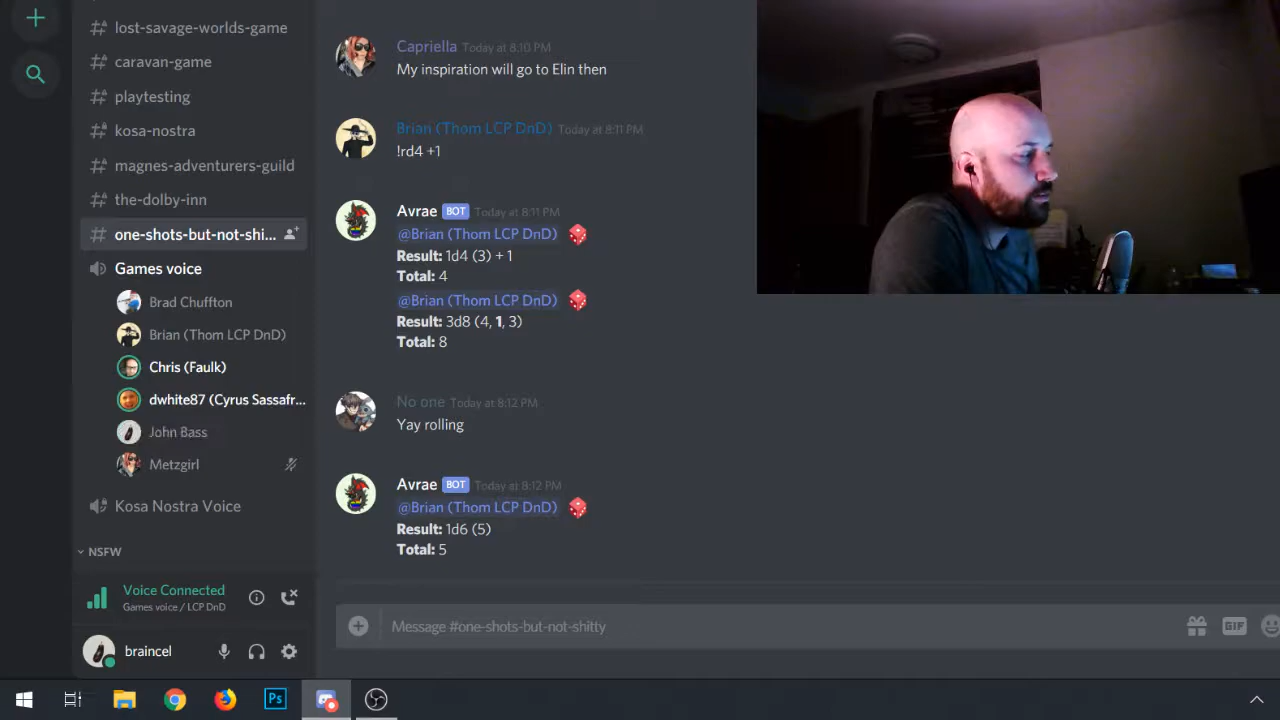 lost-savage-worlds-game
caravan-game
playtesting
kosa-nostra
magnes-adventurers-guild
the-dolby-inn
one-shots-but-not-shi...
Games voice
Brad Chuffton
Brian (Thom LCP DnD)
Chris (Faulk)
dwhite87 (Cyrus Sassafr...
John Bass
Metzgirl
Kosa Nostra Voice
NSFW
Voice Connected
Games voice / LCP DnD
braincel
Capriella Today at 8:10 PM
My inspiration will go to Elin then
Brian (Thom LCP DnD) Today at 8:11 PM
!rd4 +1
Avrae BOT Today at 8:11 PM
@Brian (Thom LCP DnD)
Result: 1d4 (3) + 1
Total: 4
@Brian (Thom LCP DnD)
Result: 3d8 (4, 1, 3)
Total: 8
No one Today at 8:12 PM
Yay rolling
Avrae BOT Today at 8:12 PM
@Brian (Thom LCP DnD)
Result: 1d6 (5)
Total: 5
Message #one-shots-but-not-shitty
GIF
Ps